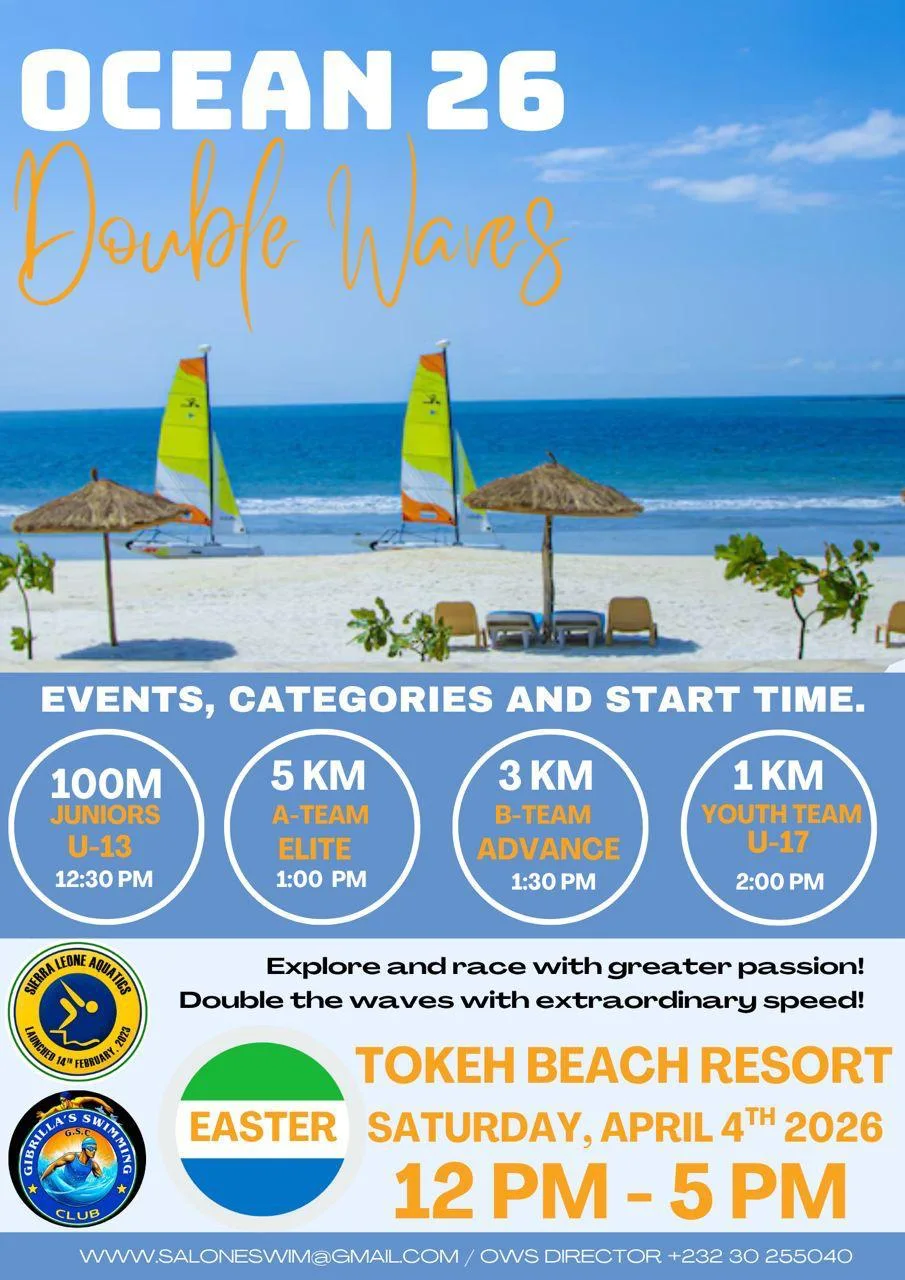 OCEAN 26
Double Waves
EVENTS, CATEGORIES AND START TIME.
100M
JUNIORS
U-13
12:30 PM
5 KM
A-TEAM
ELITE
1:00 PM
3 KM
B-TEAM
ADVANCE
1:30 PM
1 KM
YOUTH TEAM
U-17
2:00 PM
Explore and race with greater passion!
Double the waves with extraordinary speed!
SIERRA LEONE AQUATICS
LAUNCHED 14TH FEBRUARY . 2023
GIBRILLA'S SWIMMING
G.S.C
CLUB
EASTER
TOKEH BEACH RESORT
SATURDAY, APRIL 4TH 2026
12 PM - 5 PM
WWW.SALONESWIM@GMAIL.COM / OWS DIRECTOR +232 30 255040